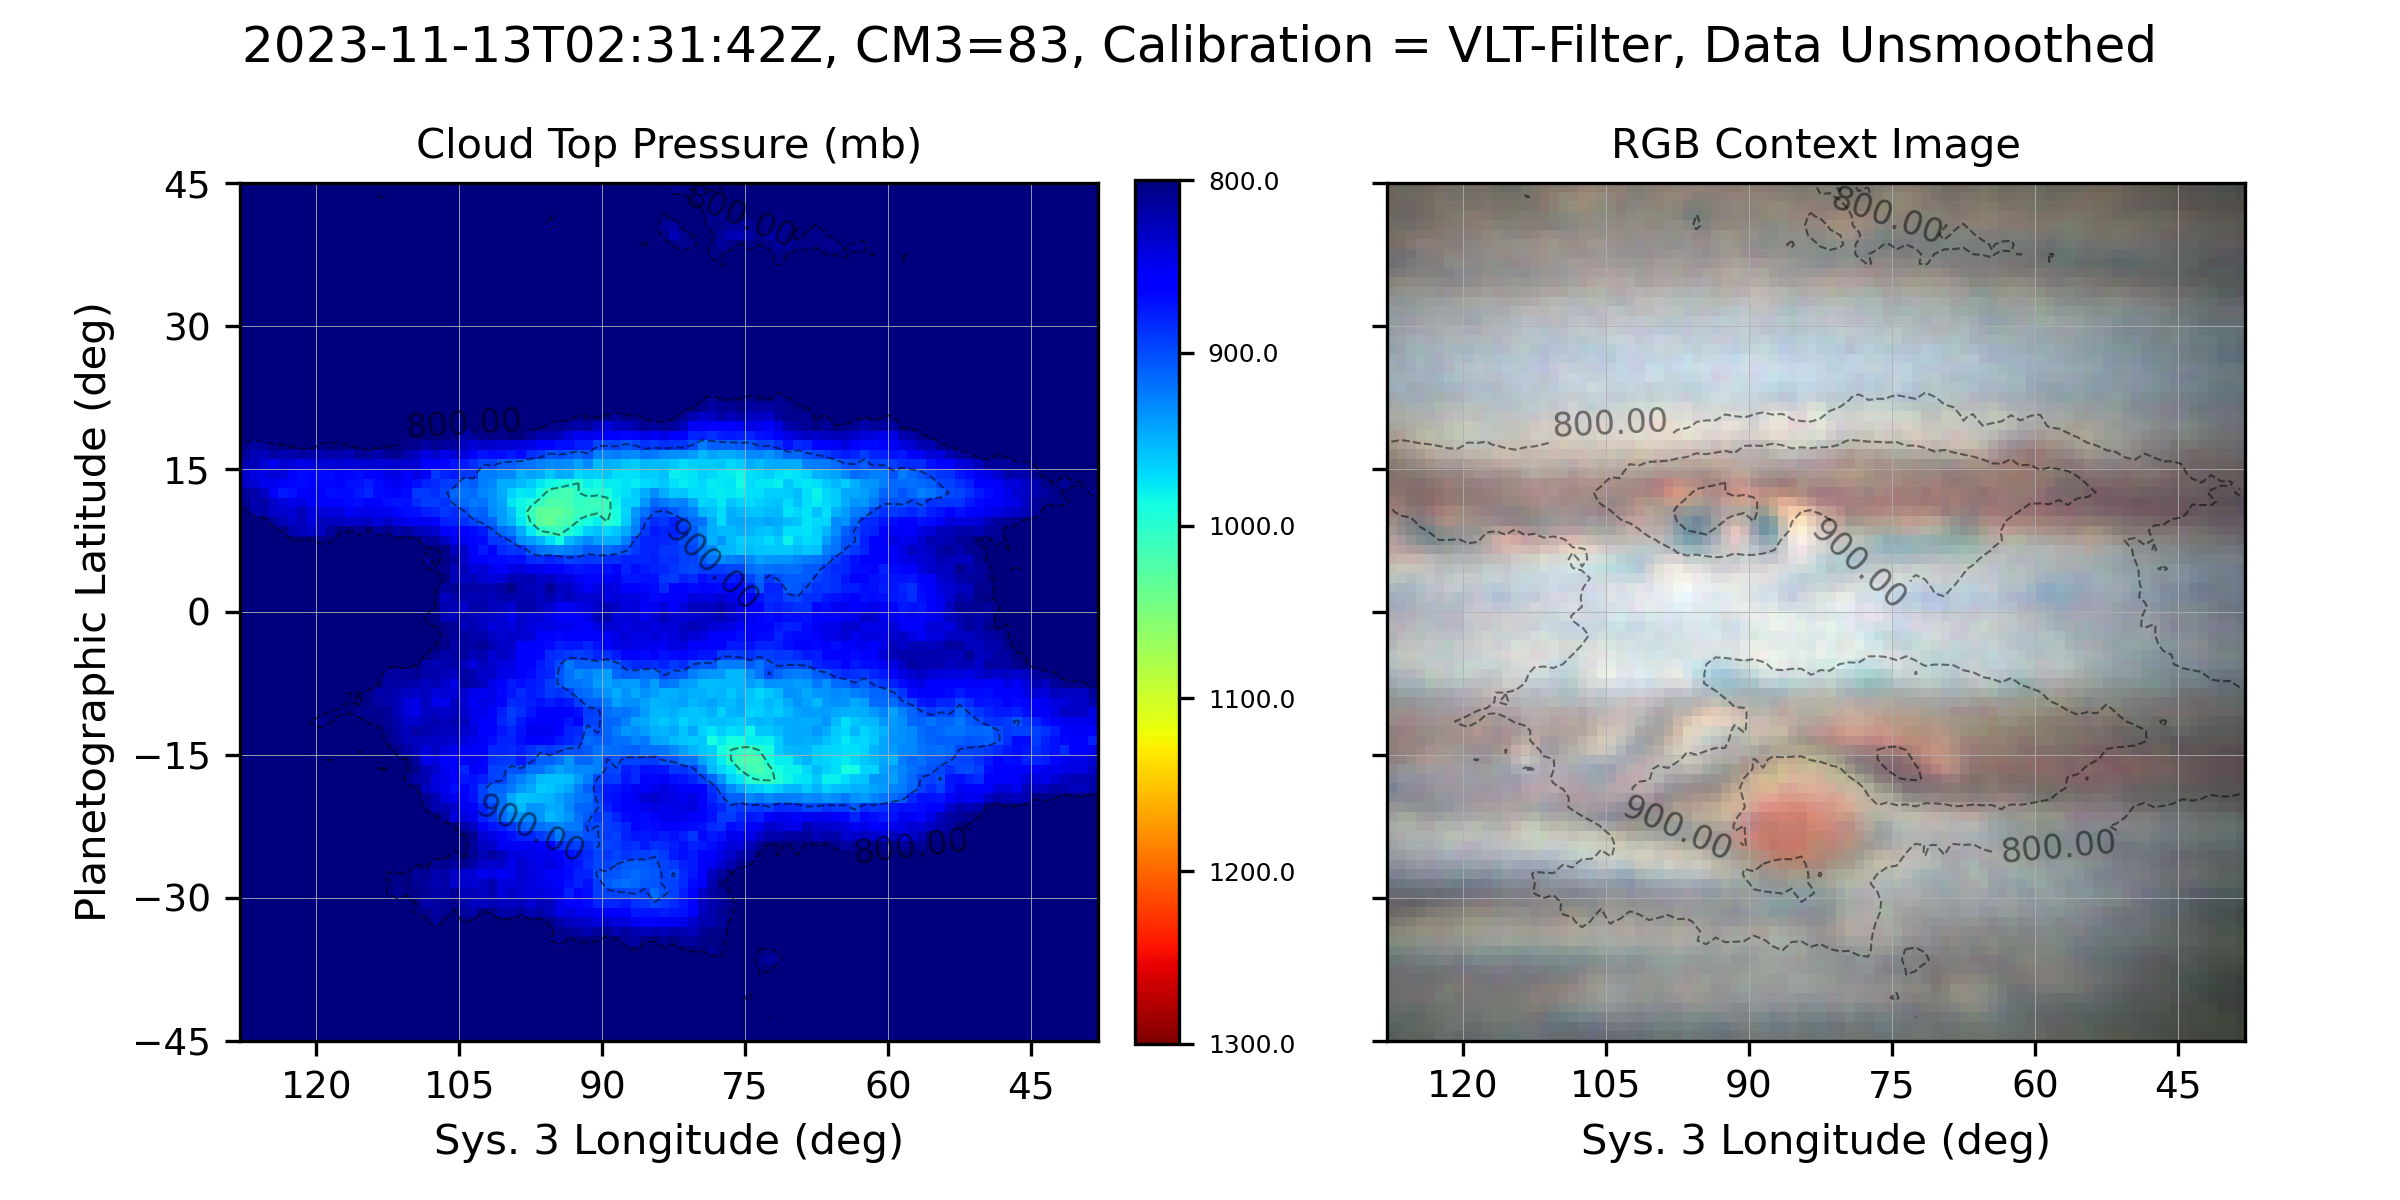 2023-11-13T02:31:42Z, CM3=83, Calibration = VLT-Filter, Data Unsmoothed
Cloud Top Pressure (mb)
RGB Context Image
Planetographic Latitude (deg)
45
30
15
0
−15
−30
−45
800.00
800.00
900.00
900.00
800.00
120 105 90 75 60 45
Sys. 3 Longitude (deg)
800.0
900.0
1000.0
1100.0
1200.0
1300.0
800.00
800.00
900.00
900.00
800.00
120 105 90 75 60 45
Sys. 3 Longitude (deg)